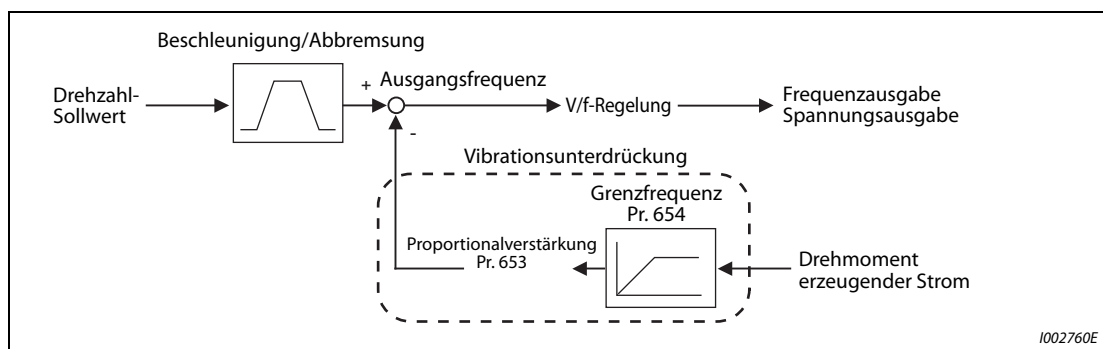 Beschleunigung/Abbremsung
Drehzahl-
Sollwert
+
Ausgangsfrequenz
V/f-Regelung
Frequenzausgabe
Spannungsausgabe
-
Vibrationsunterdrückung
Grenzfrequenz
Pr. 654
Proportionalverstärkung
Pr. 653
Drehmoment
erzeugender Strom
I002760E